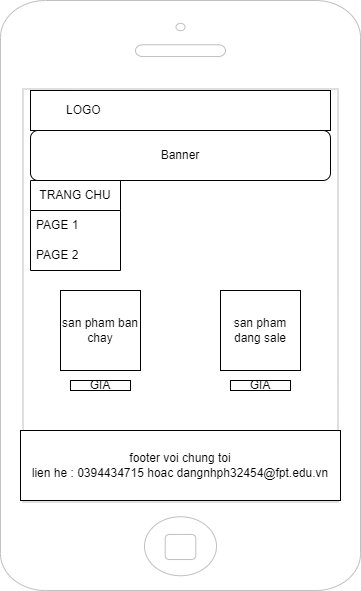 LOGO
Banner
TRANG CHU
PAGE 1
PAGE 2
san pham ban
chay
san pham
dang sale
GIA
GIA
footer voi chung toi
lien he : 0394434715 hoac dangnhph32454@fpt.edu.vn